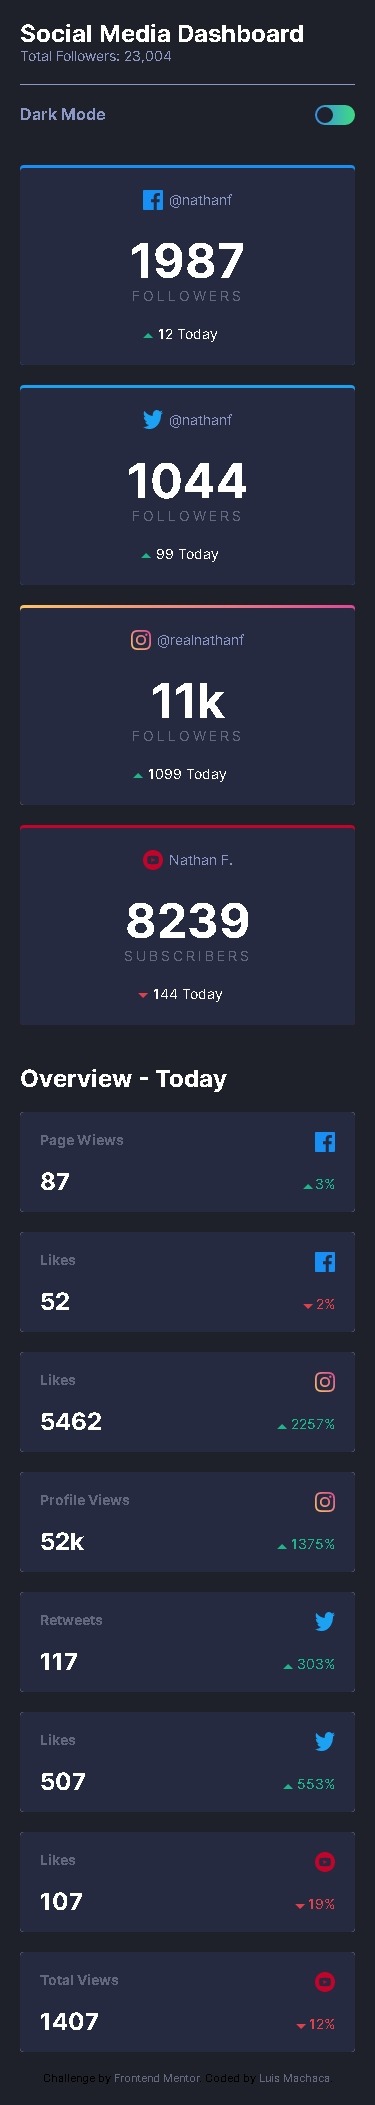 Social Media Dashboard
Total Followers: 23,004
Dark Mode
@nathanf
1987
FOLLOWERS
12 Today
@nathanf
1044
FOLLOWERS
99 Today
@realnathanf
11k
FOLLOWERS
1099 Today
Nathan F.
8239
SUBSCRIBERS
144 Today
Overview - Today
Page Wiews
87
3%
Likes
52
2%
Likes
5462
2257%
Profile Views
52k
1375%
Retweets
117
303%
Likes
507
553%
Likes
107
19%
Total Views
1407
12%
Challenge by Frontend Mentor Coded by Luis Machaca